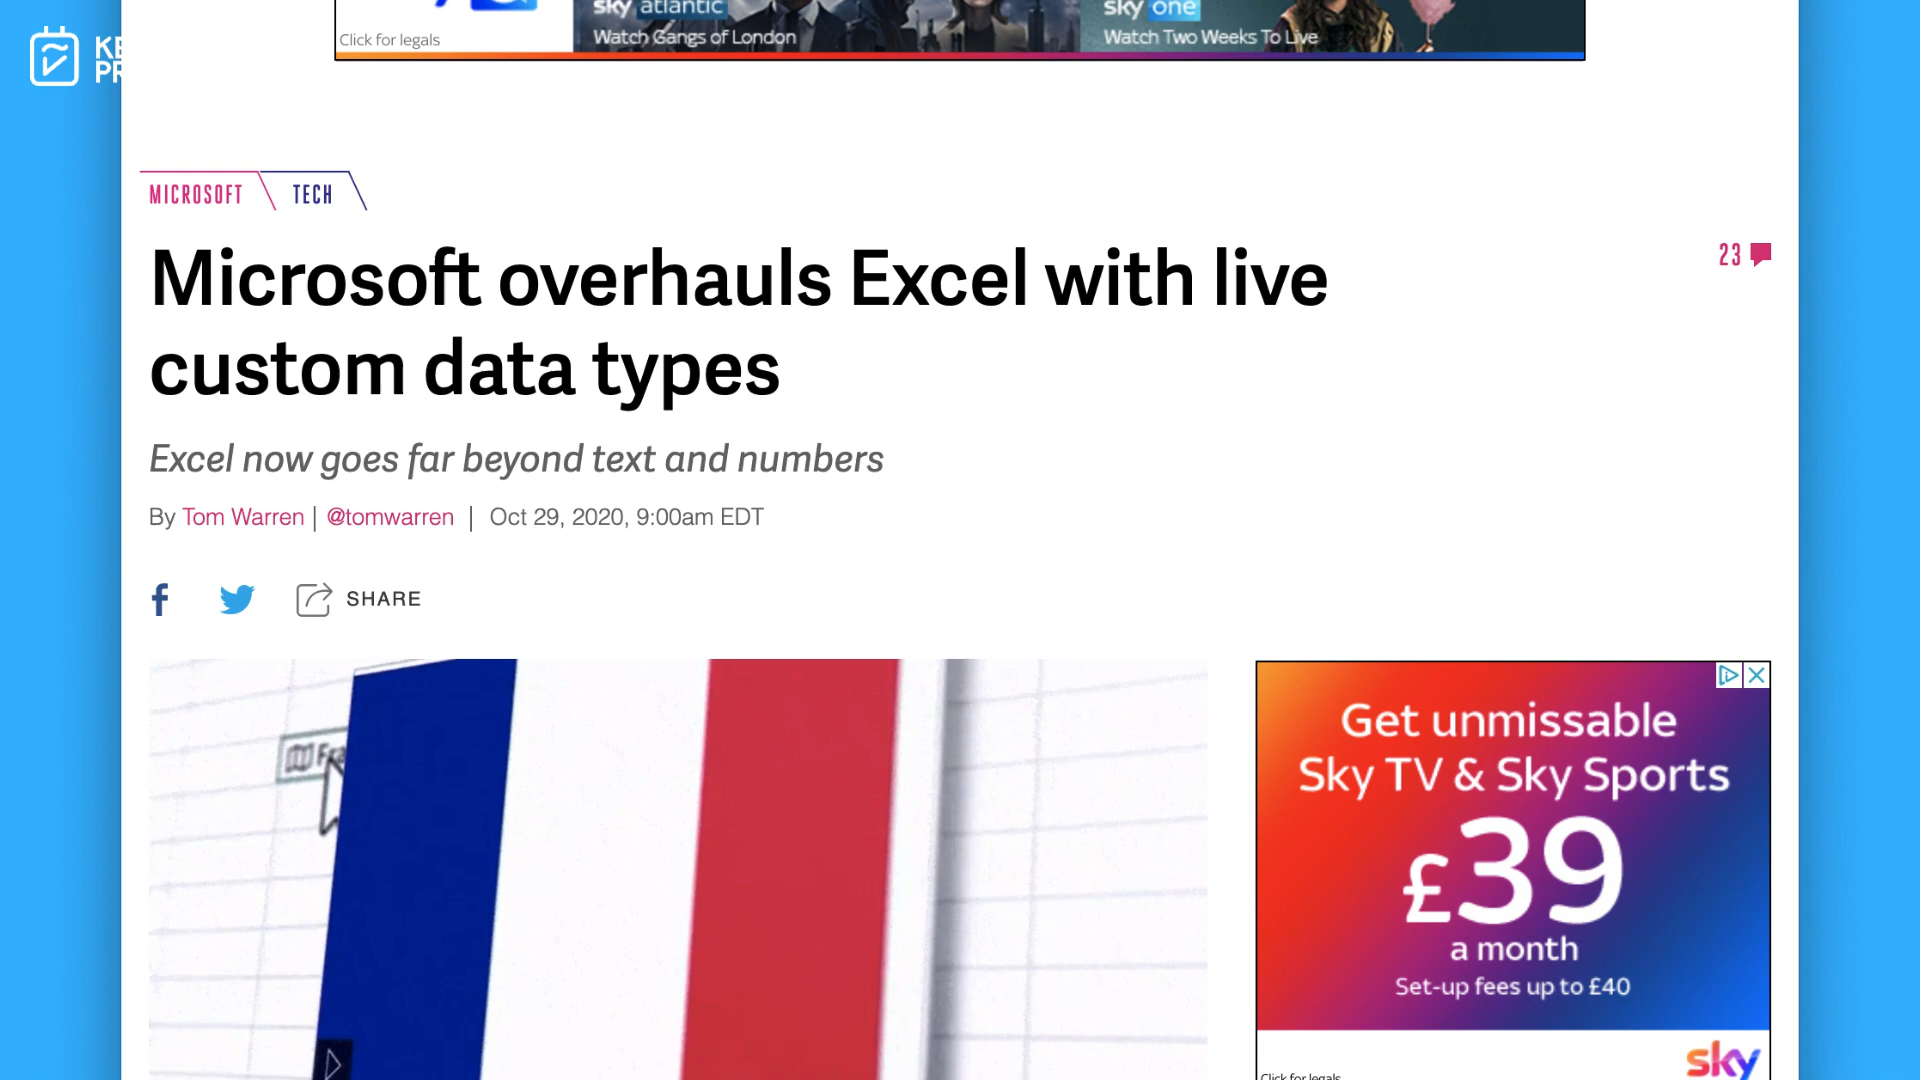 sky atlantic
Watch Gangs of London
sky one
Watch Two Weeks To Live
Click for legals
MICROSOFT
TECH
Microsoft overhauls Excel with live
custom data types
23
Excel now goes far beyond text and numbers
By Tom Warren | @tomwarren | Oct 29, 2020, 9:00am EDT
f
SHARE
Get unmissable
Sky TV & Sky Sports
£39
a month
Set-up fees up to £40
sky
Click for legals